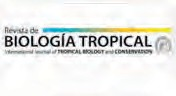 Revista de
BIOLOGÍA TROPICAL
International Journal of TROPICAL BIOLOGY and CONSERVATION